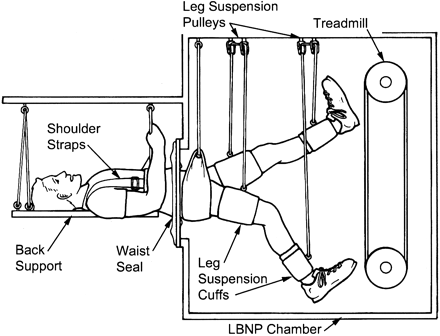 Leg Suspension
Pulleys
Treadmill
Shoulder
Straps
Back
Support
Waist
Seal
Leg
Suspension
Cuffs
LBNP Chamber